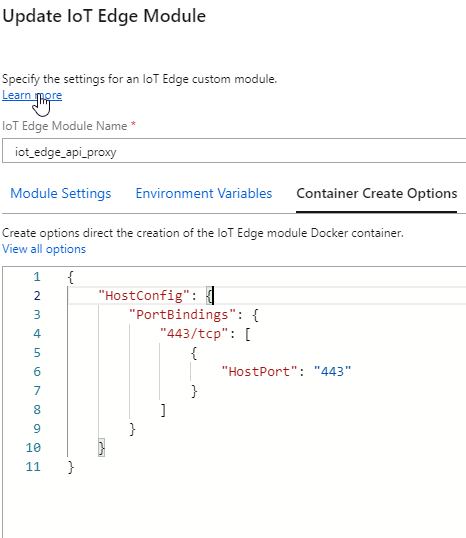 Update IoT Edge Module
Specify the settings for an IoT Edge custom module.
Learn more
IoT Edge Module Name *
iot_edge_api_proxy
Module Settings Environment Variables Container Create Options
Create options direct the creation of the IoT Edge module Docker container.
View all options
1 {
2 "HostConfig": {
3 "PortBindings": {
4 "443/tcp": [
5 {
6 "HostPort": "443"
7 }
8 ]
9 }
10 }
11 }